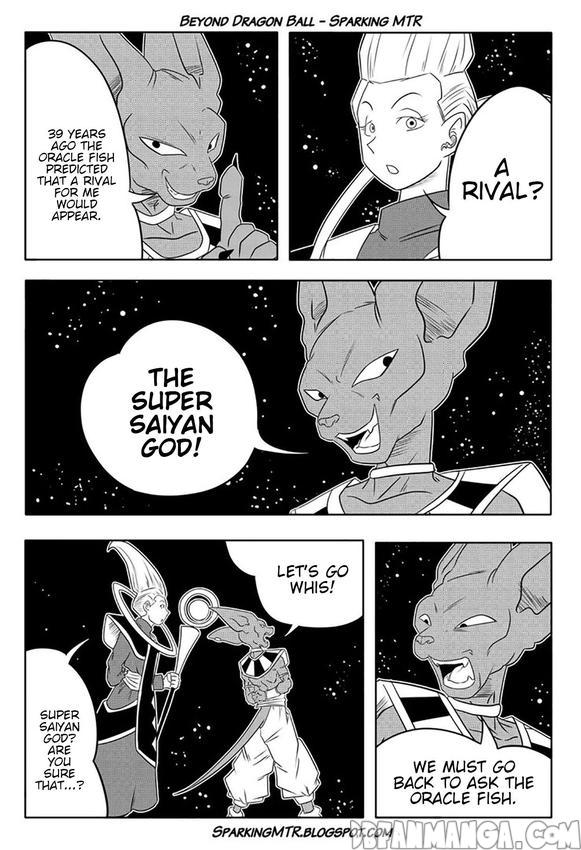 BEYOND DRAGON BALL - SPARKING MTR
39 YEARS
AGO THE
ORACLE FISH
PREDICTED
THAT A RIVAL
FOR ME
WOULD
APPEAR.
A
RIVAL?
THE
SUPER
SAIYAN
GOD!
LET'S GO
WHIS!
SUPER
SAIYAN
GOD?
ARE
YOU
SURE
THAT...?
WE MUST GO
BACK TO ASK THE
ORACLE FISH.
SPARKINGMTR.BLOGSPOT.COM
DBFANMANGA.COM